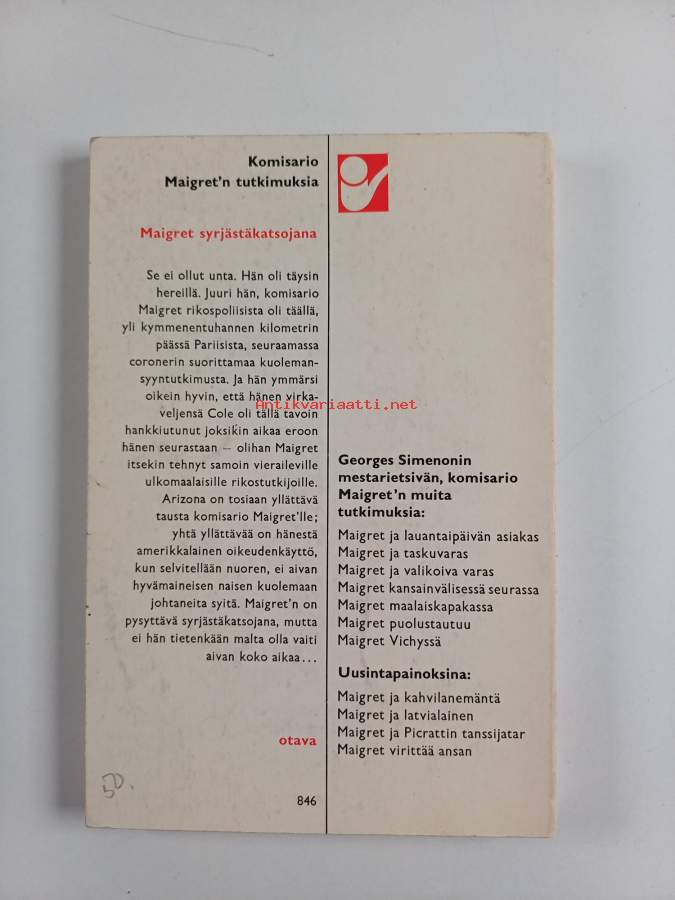 Komisario
Maigret'n tutkimuksia
Maigret syrjästäkatsojana
Se ei ollut unta. Hän oli täysin
hereillä. Juuri hän, komisario
Maigret rikospoliisista oli täällä,
yli kymmenentuhannen kilometrin
päässä Pariisista, seuraamassa
coronerin suorittamaa kuoleman-
syyntutkimusta. Ja hän ymmärsi
oikein hyvin, että hänen virka-
veljensä Cole oli tällä tavoin
hankkiutunut joksikin aikaa eroon
hänen seurastaan — olihan Maigret
itsekin tehnyt samoin vieraileville
ulkomaalaisille rikostutkijoille.
Arizona on tosiaan yllättävä
tausta komisario Maigret'lle;
yhtä yllättävää on hänestä
amerikkalainen oikeudenkäyttö,
kun selvitellään nuoren, ei aivan
hyvämaineisen naisen kuolemaan
johtaneita syitä. Maigret'n on
pysyttävä syrjästäkatsojana, mutta
ei hän tietenkään malta olla vaiti
aivan koko aikaa...
otava
50.
846
Georges Simenonin
mestarietsivän, komisario
Maigret'n muita
tutkimuksia:
Maigret ja lauantaipäivän asiakas
Maigret ja taskuvaras
Maigret ja valikoiva varas
Maigret kansainvälisessä seurassa
Maigret maalaiskapakassa
Maigret puolustautuu
Maigret Vichyssä
Uusintapainoksina:
Maigret ja kahvilanemäntä
Maigret ja latvialainen
Maigret ja Picrattin tanssijatar
Maigret virittää ansan
Antikvariaatti.net